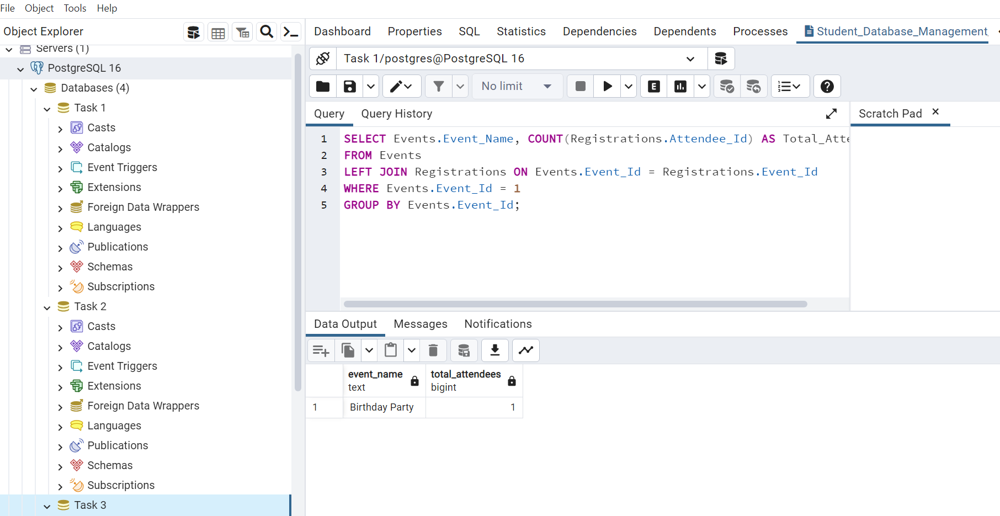 File Object Tools Help
Object Explorer
Servers (1)
PostgreSQL 16
Databases (4)
Task 1
Casts
Catalogs
Event Triggers
Extensions
Foreign Data Wrappers
Languages
Publications
Schemas
Subscriptions
Task 2
Casts
Catalogs
Event Triggers
Extensions
Foreign Data Wrappers
Languages
Publications
Schemas
Subscriptions
Task 3
Dashboard Properties SQL Statistics Dependencies Dependents Processes Student_Database_Management
Task 1/postgres@PostgreSQL 16
No limit
E
Query Query History
Scratch Pad
1 SELECT Events.Event_Name, COUNT(Registrations.Attendee_Id) AS Total_Atte
2 FROM Events
3 LEFT JOIN Registrations ON Events.Event_Id = Registrations.Event_Id
4 WHERE Events.Event_Id = 1
5 GROUP BY Events.Event_Id;
Data Output Messages Notifications
event_name total_attendees
text bigint
1 Birthday Party 1